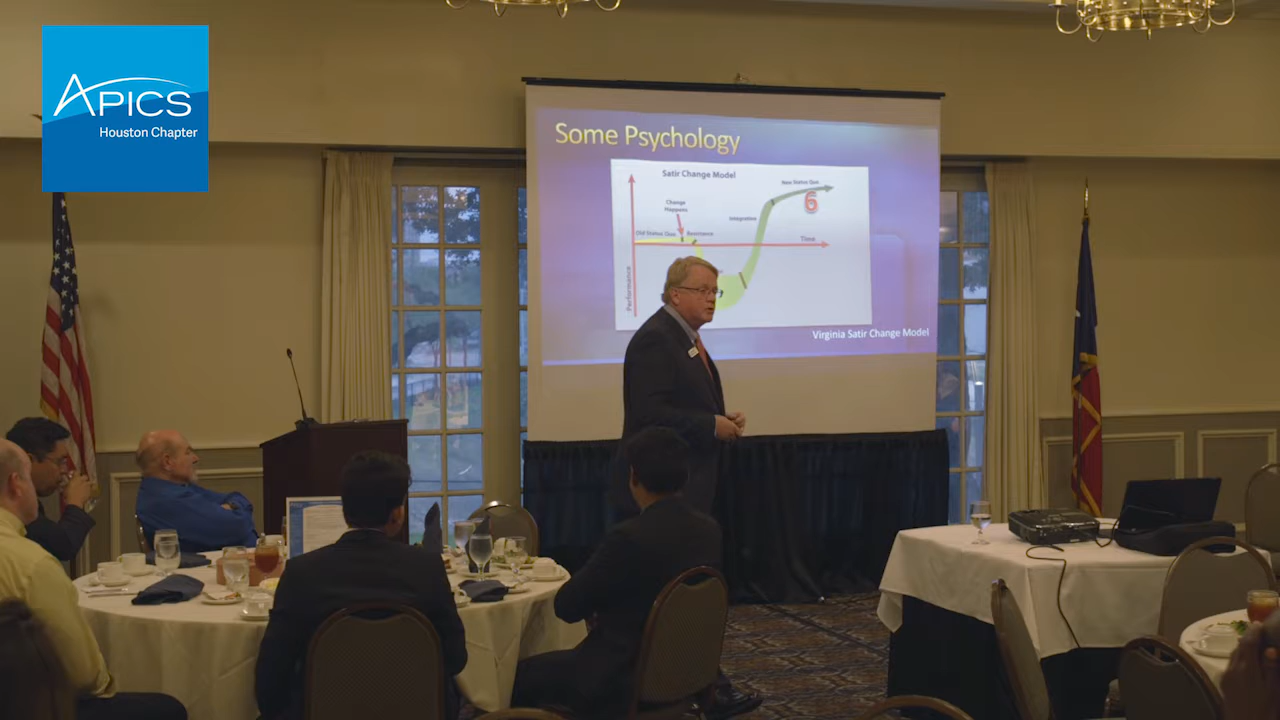 APICS
Houston Chapter
Some Psychology
Satir Change Model
New Status Quo
6
Change
Happens
Integration
Old Status Quo
Resistance
Time
Performance
Virginia Satir Change Model